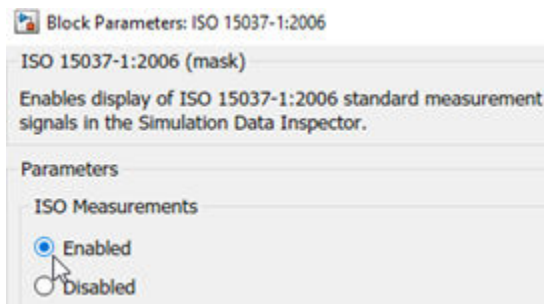 Block Parameters: ISO 15037-1:2006
ISO 15037-1:2006 (mask)
Enables display of ISO 15037-1:2006 standard measurement
signals in the Simulation Data Inspector.
Parameters
ISO Measurements
Enabled
Disabled